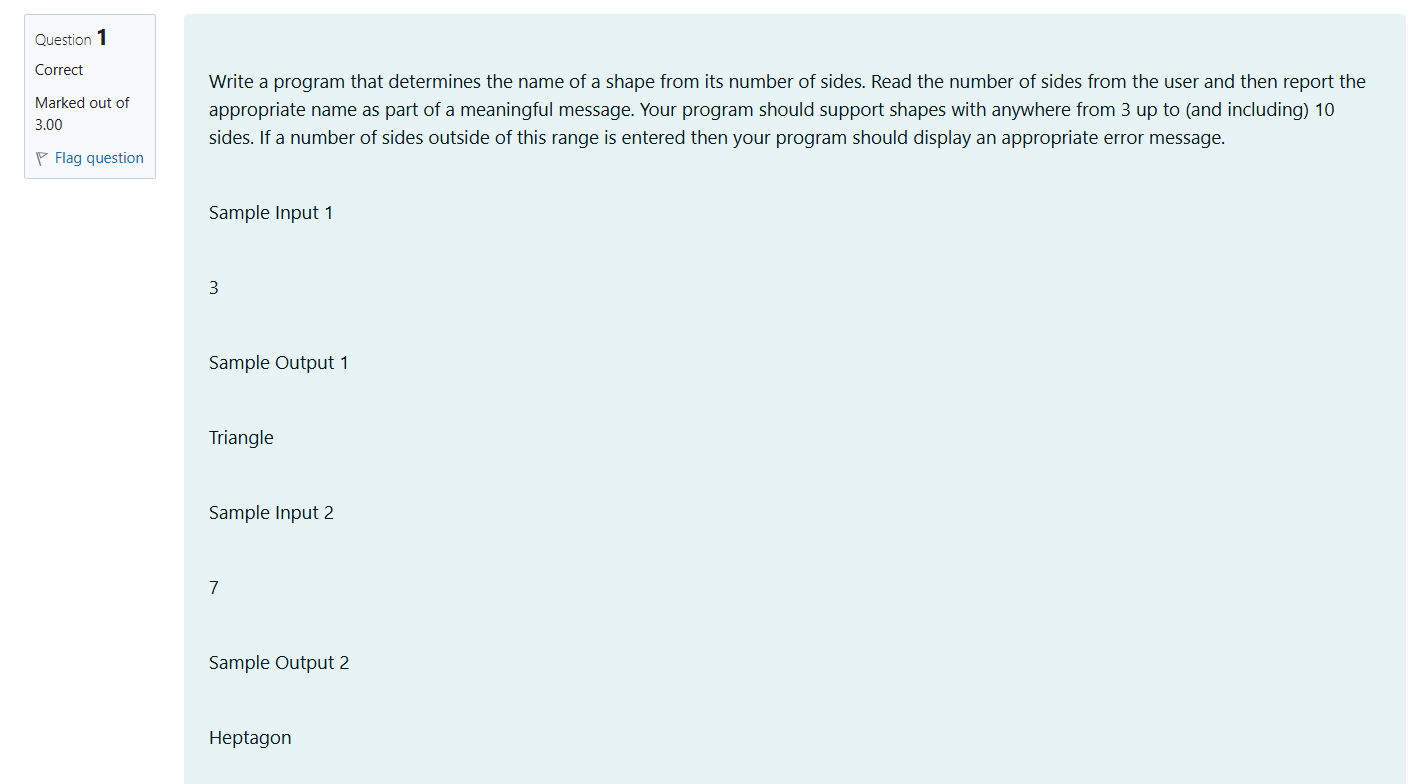 Question 1
Correct
Marked out of
3.00
Flag question
Write a program that determines the name of a shape from its number of sides. Read the number of sides from the user and then report the
appropriate name as part of a meaningful message. Your program should support shapes with anywhere from 3 up to (and including) 10
sides. If a number of sides outside of this range is entered then your program should display an appropriate error message.
Sample Input 1
3
Sample Output 1
Triangle
Sample Input 2
7
Sample Output 2
Heptagon